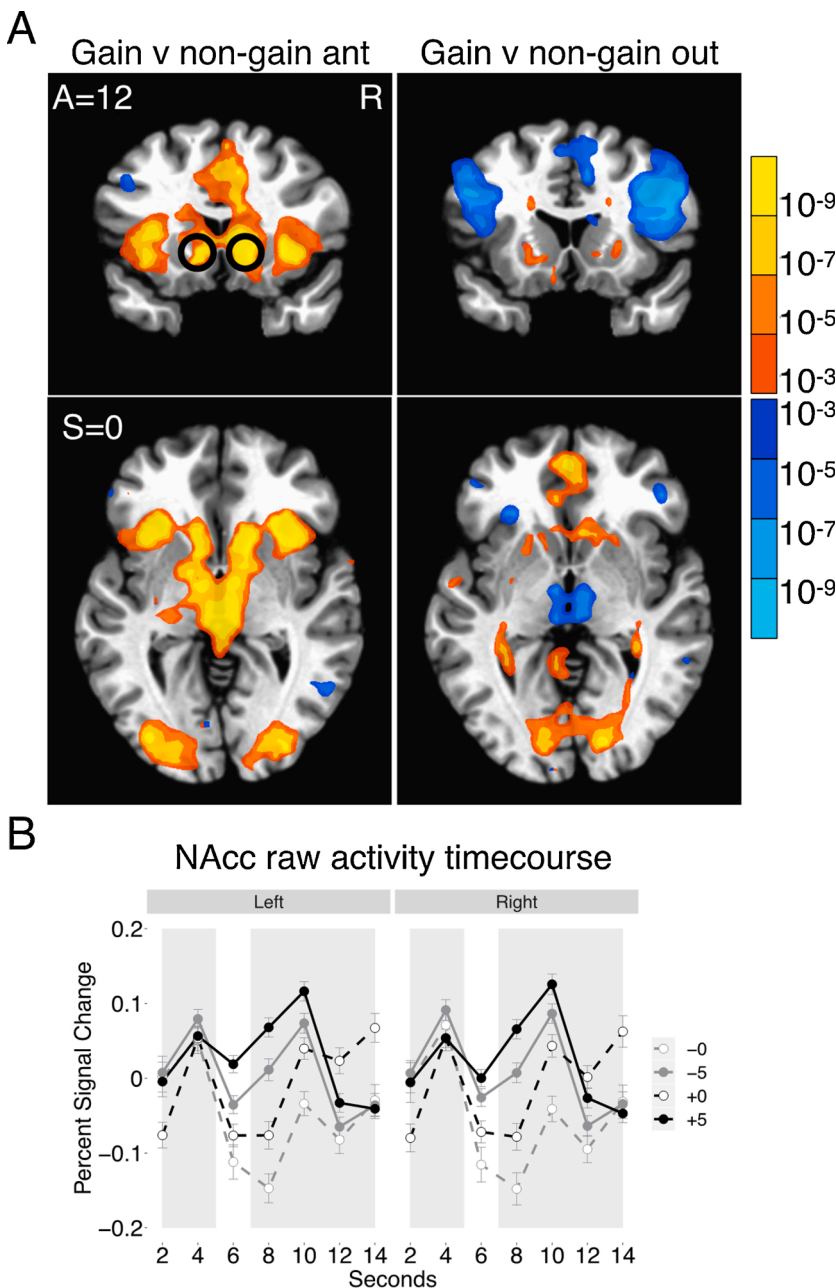 A
Gain v non-gain ant
Gain v non-gain out
A=12
R
10-9
10-7
10-5
10-3
10-3
10-5
10-7
10-9
S=0
B
NAcc raw activity timecourse
Left
Right
Percent Signal Change
0.2
0.1
0
−0.1
−0.2
2 4 6 8 10 12 14
2 4 6 8 10 12 14
Seconds
−0
−5
+0
+5